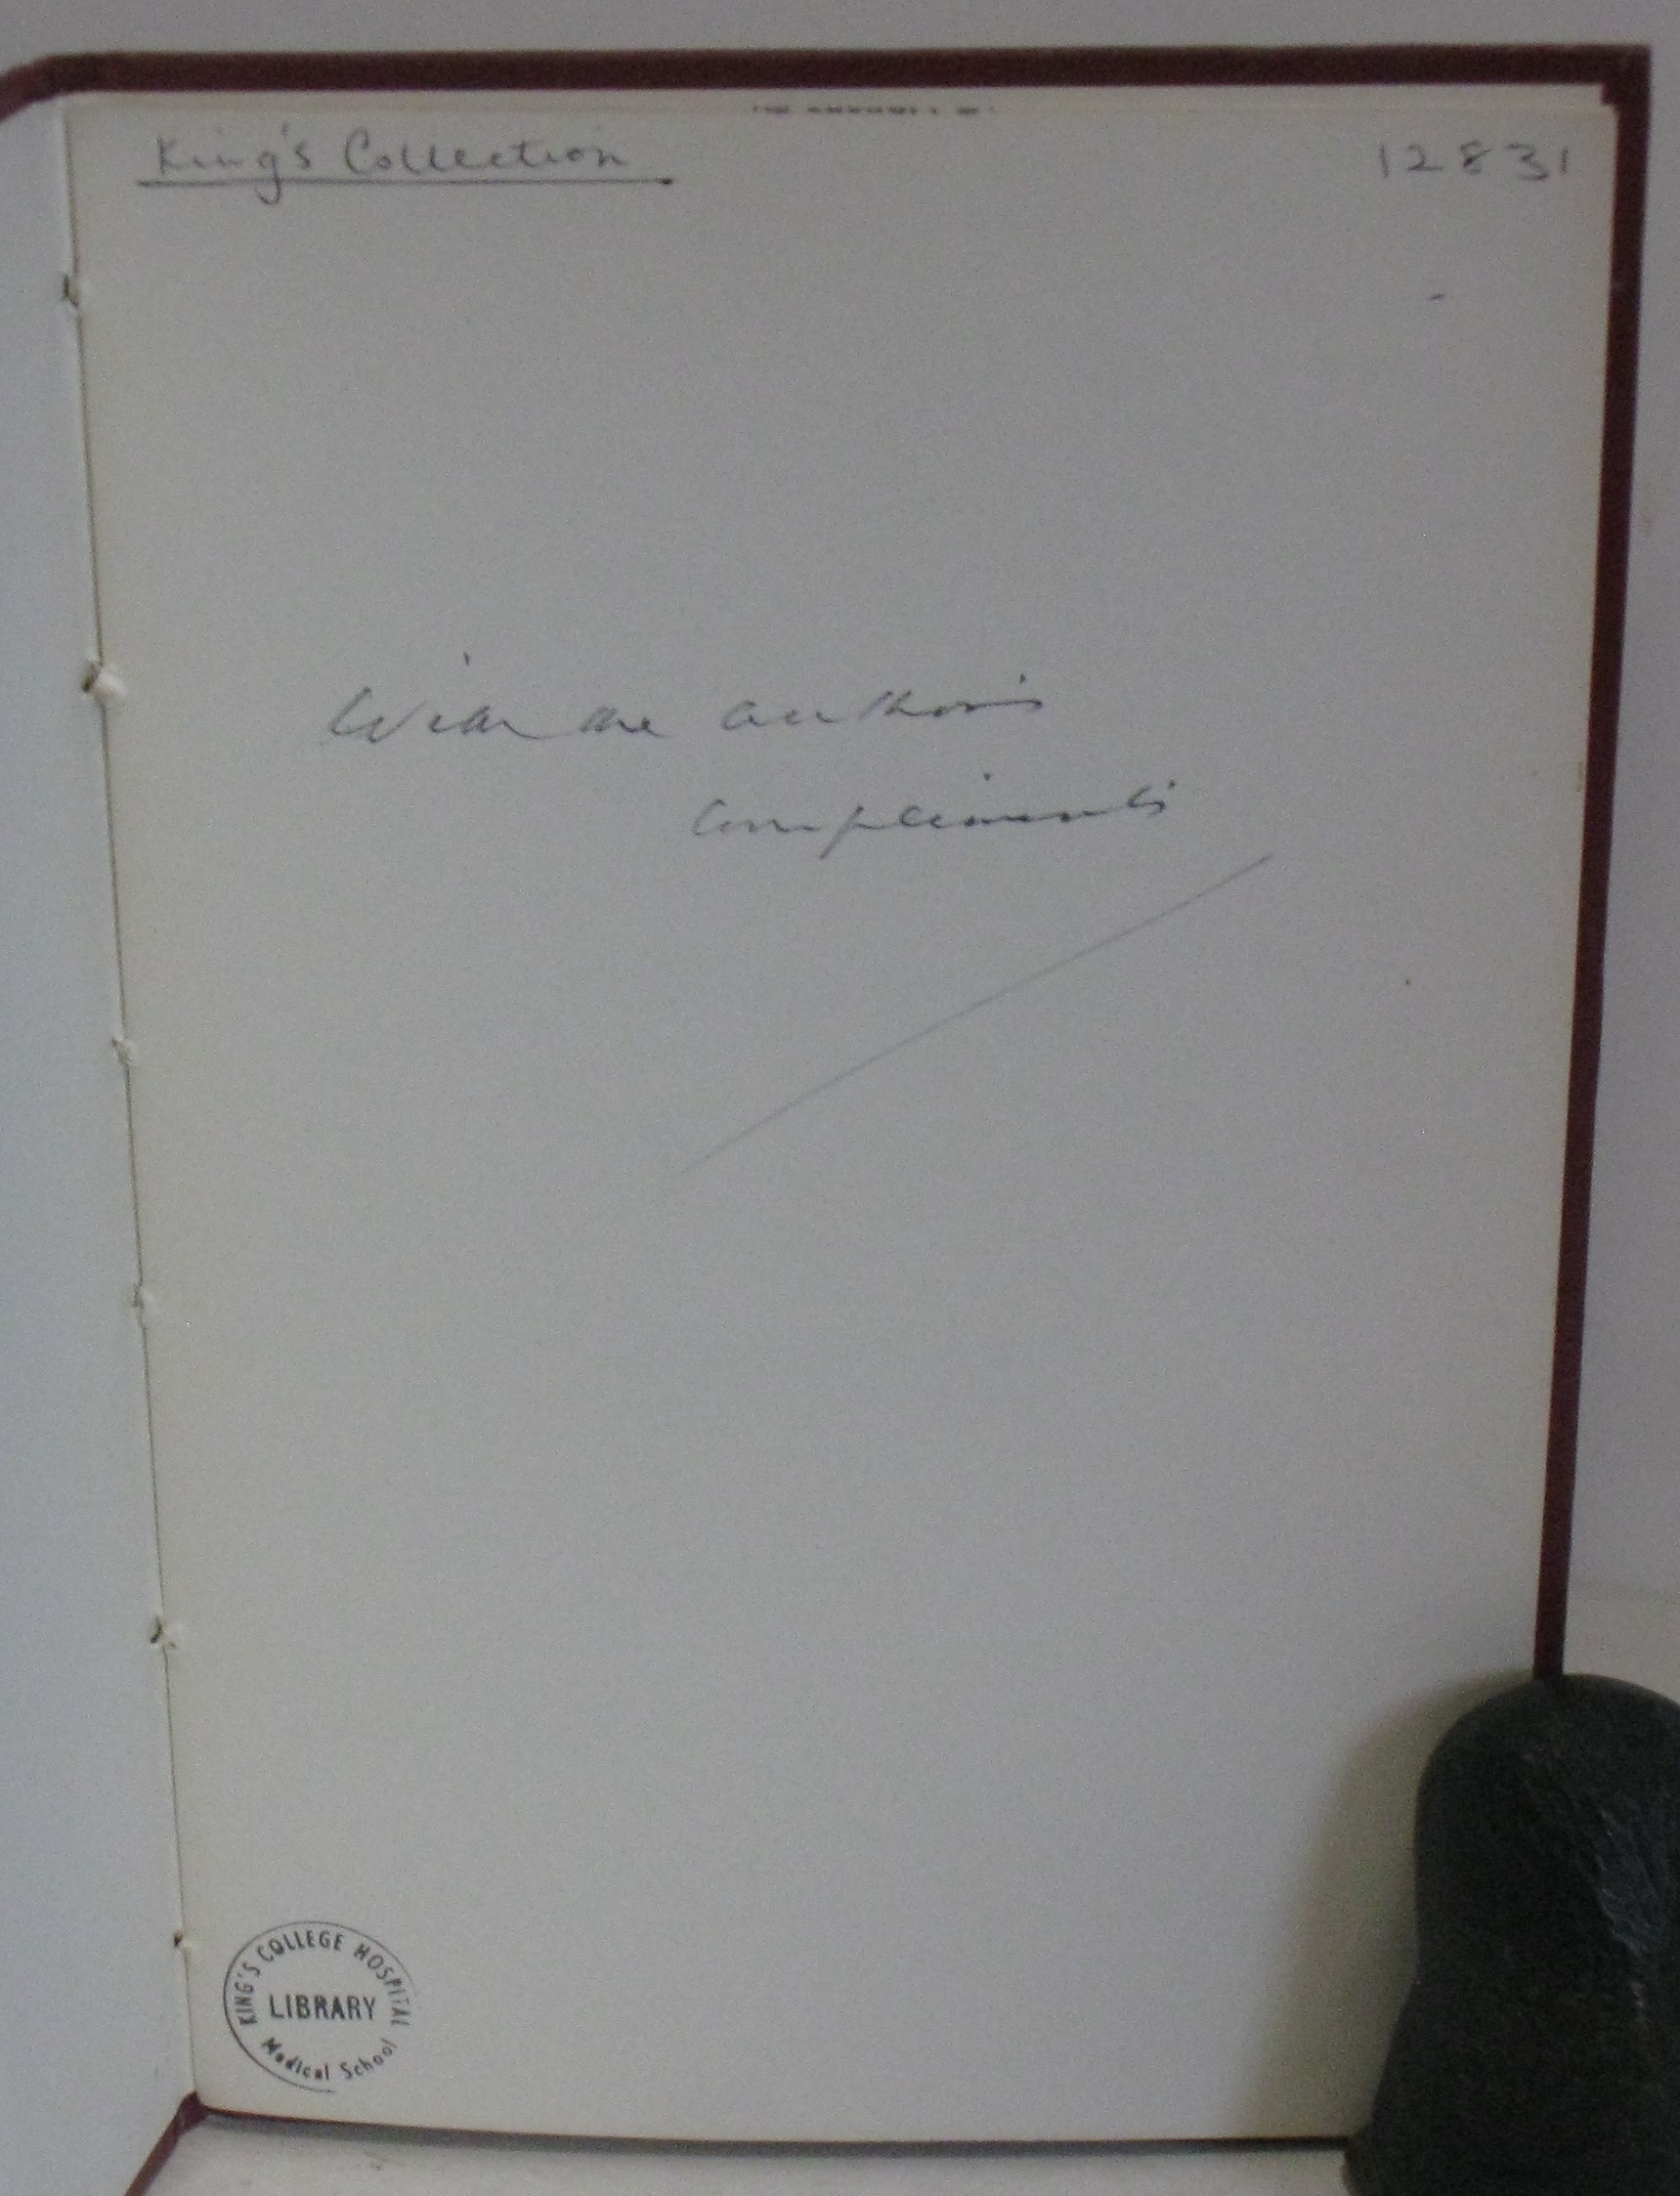 King's Collection
12831
With the author's
compliments
KING'S COLLEGE HOSPITAL
LIBRARY
Medical School